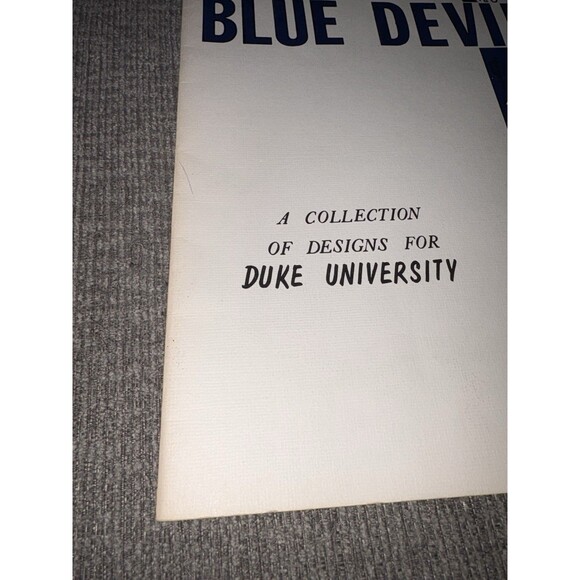 BLUE DEVI
A COLLECTION
OF DESIGNS FOR
DUKE UNIVERSITY